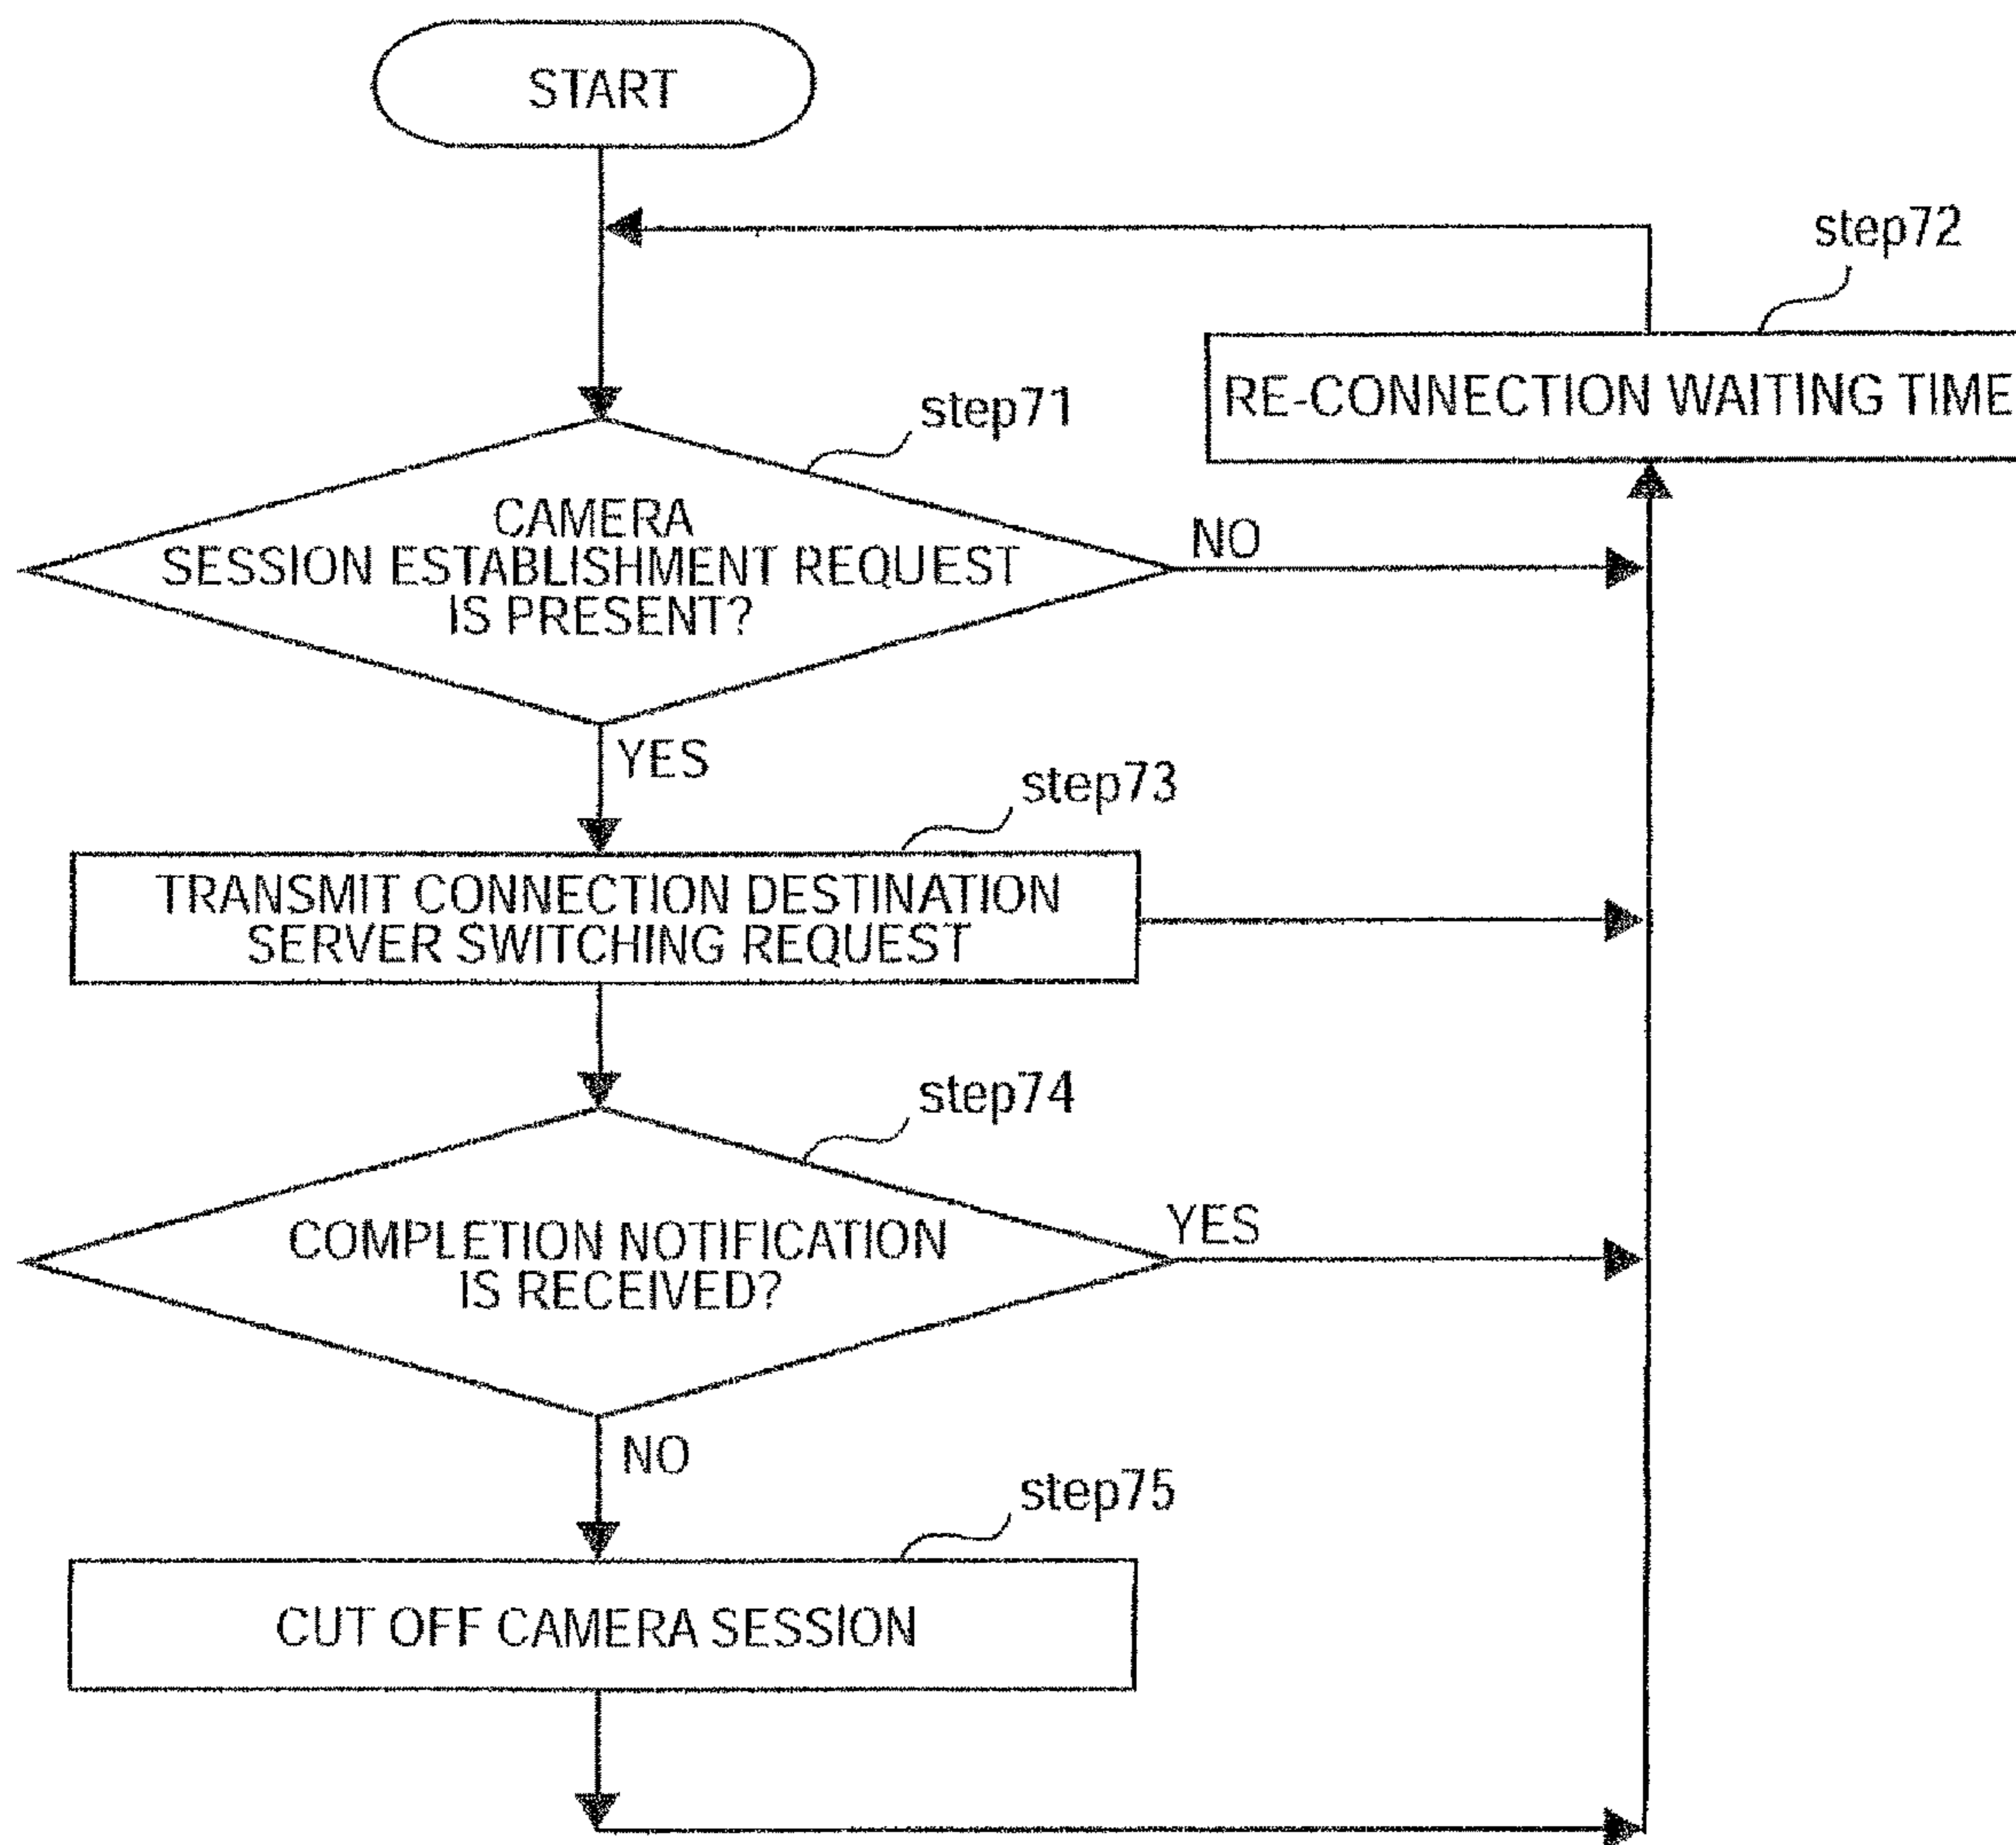 START
step72
RE-CONNECTION WAITING TIME
step71
CAMERA
SESSION ESTABLISHMENT REQUEST
IS PRESENT?
NO
YES
step73
TRANSMIT CONNECTION DESTINATION
SERVER SWITCHING REQUEST
step74
COMPLETION NOTIFICATION
IS RECEIVED?
YES
NO
step75
CUT OFF CAMERA SESSION